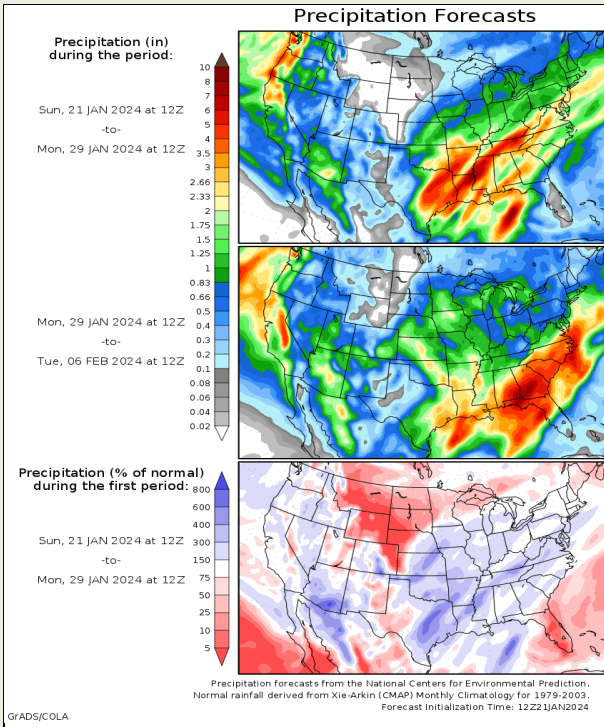 Precipitation Forecasts
Precipitation (in)
during the period:
Sun, 21 JAN 2024 at 12Z
-to-
Mon, 29 JAN 2024 at 12Z
10
8
7
6
5
4
3.5
3
2.66
2.33
2
1.75
1.5
1.25
1
0.83
0.66
0.5
0.4
0.3
0.2
0.1
0.08
0.06
0.04
0.02
Mon, 29 JAN 2024 at 12Z
-to-
Tue, 06 FEB 2024 at 12Z
Precipitation (% of normal)
during the first period:
Sun, 21 JAN 2024 at 12Z
-to-
Mon, 29 JAN 2024 at 12Z
800
600
400
300
150
75
50
25
10
5
Precipitation forecasts from the National Centers for Environmental Prediction.
Normal rainfall derived from Xie-Arkin (CMAP) Monthly Climatology for 1979-2003.
Forecast Initialization Time: 12Z21JAN2024
GrADS/COLA